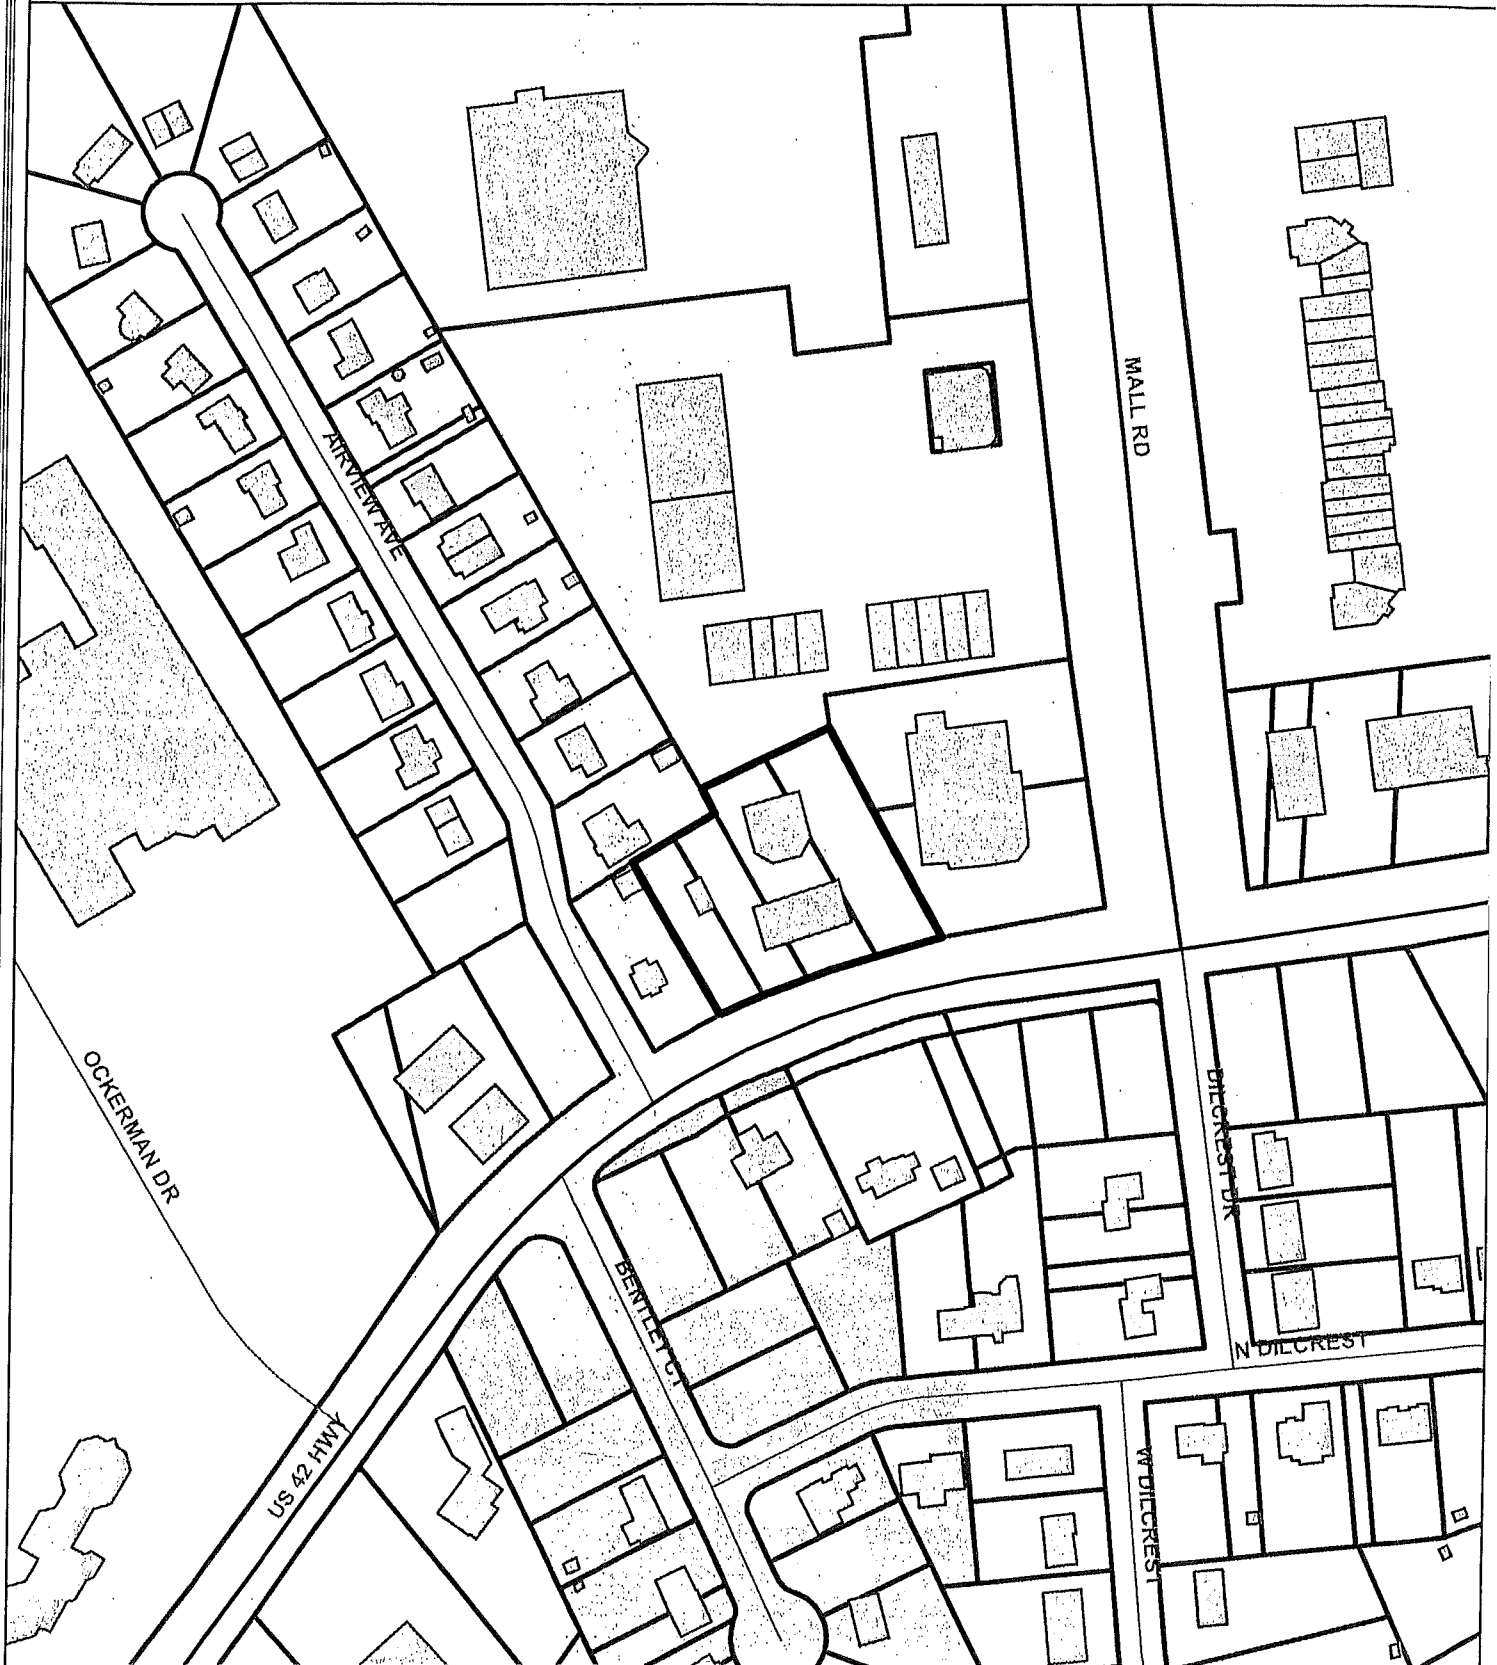 MALL RD
AIRVIEW AVE
OCKERMAN DR
DILCREST DR
BENTLEY CT
N DILCREST
US 42 HWY
W DILCREST